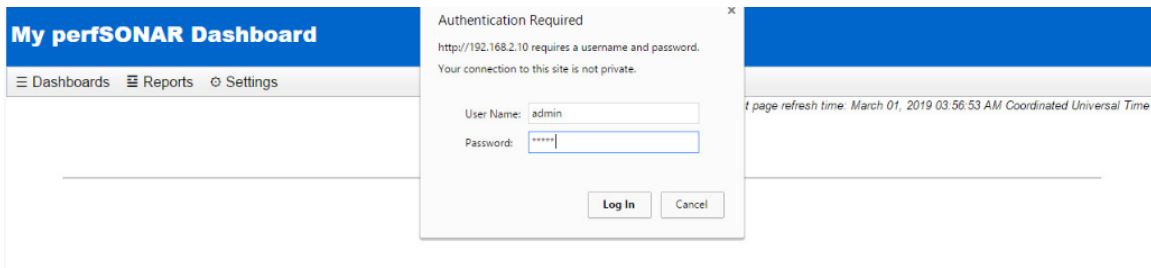 My perfSONAR Dashboard
Authentication Required
x
http://192.168.2.10 requires a username and password.
Your connection to this site is not private.
User Name: admin
Password: *****
Log In Cancel
Dashboards Reports Settings
t page refresh time: March 01, 2019 03:56:53 AM Coordinated Universal Time